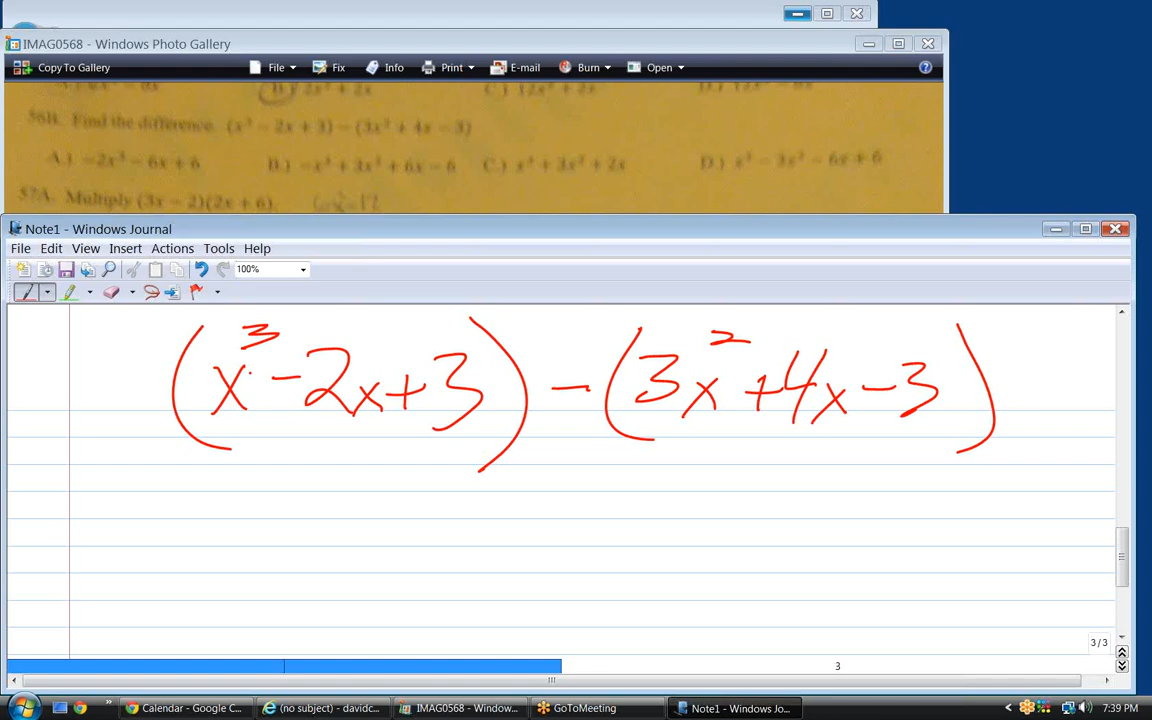 IMAG0568 - Windows Photo Gallery
Copy To Gallery File Fix Info Print E-mail Burn Open
56B. Find the difference. (x³ − 2x + 3) − (3x² + 4x − 3)
A.) −2x³ − 6x + 6 B.) −x³ + 3x² + 6x − 6 C.) x³ + 3x² + 2x D.) x³ − 3x² − 6x + 6
57A. Multiply (3x − 2)(2x + 6).
Note1 - Windows Journal
File Edit View Insert Actions Tools Help
100%
(x³ - 2x + 3) - (3x² + 4x - 3)
3 / 3
3
Calendar - Google C... (no subject) - davidc... IMAG0568 - Window... GoToMeeting Note1 - Windows Jo... 7:39 PM